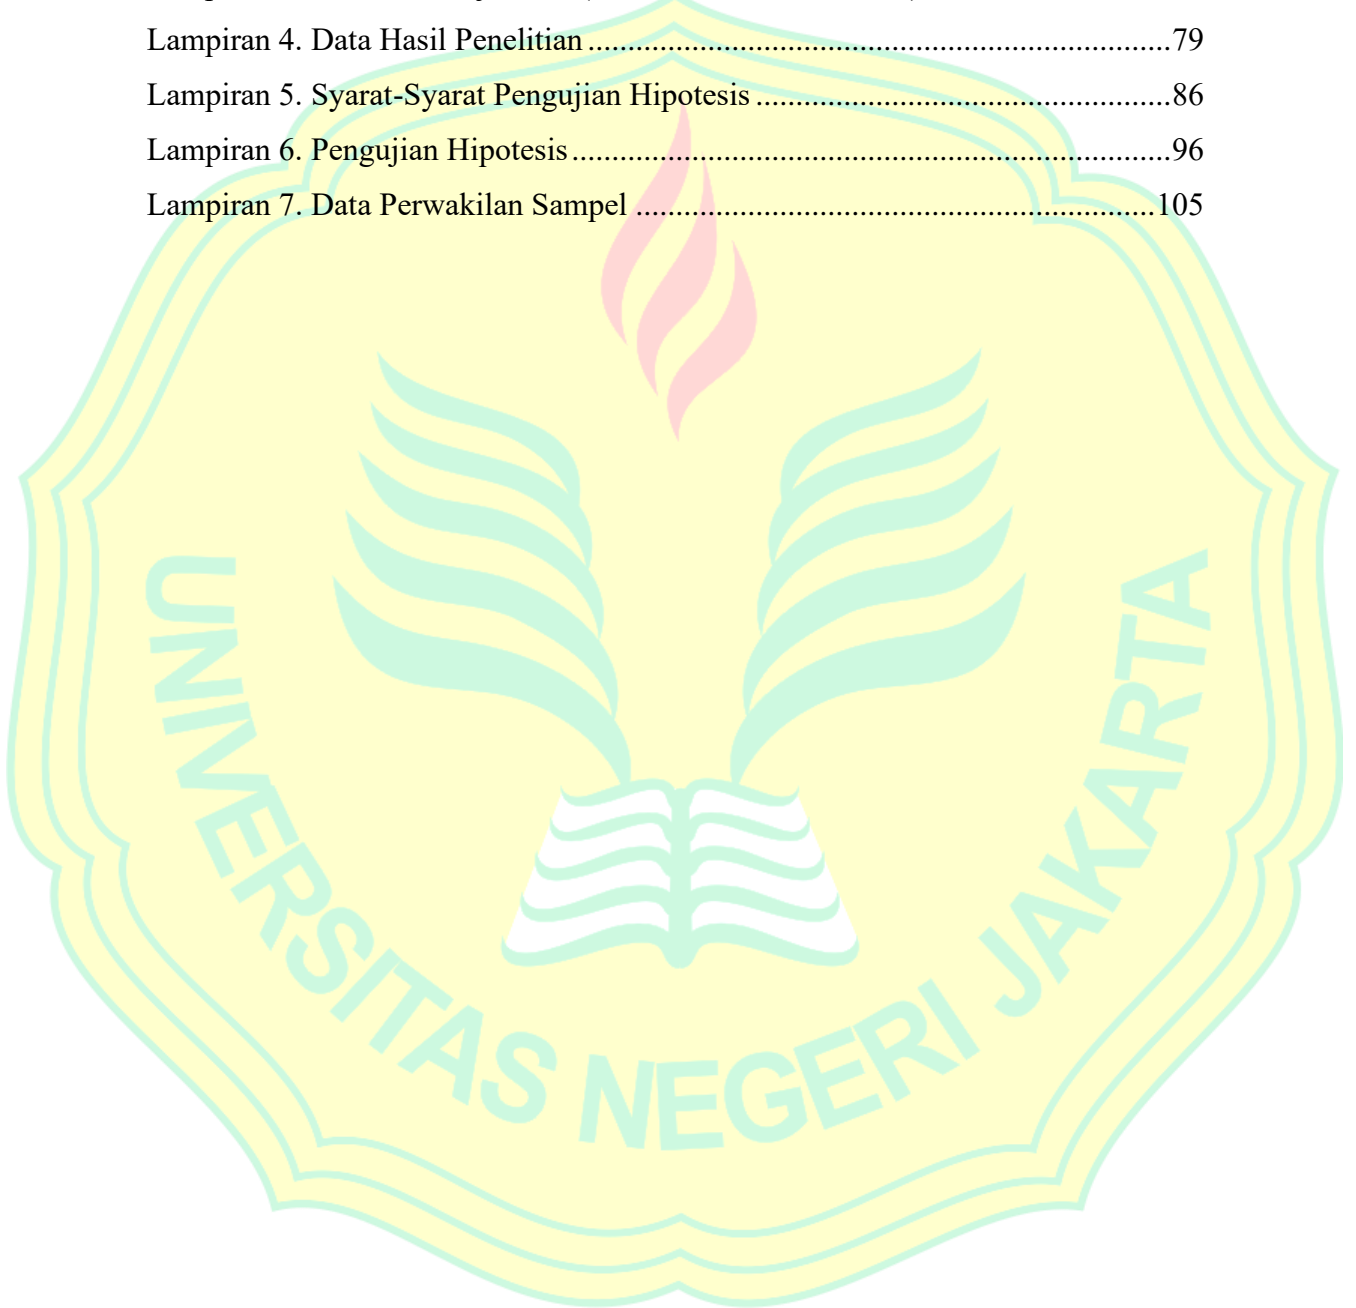 Lampiran 4. Data Hasil Penelitian ........................................................................ 79
Lampiran 5. Syarat-Syarat Pengujian Hipotesis .................................................... 86
Lampiran 6. Pengujian Hipotesis ........................................................................... 96
Lampiran 7. Data Perwakilan Sampel ................................................................. 105
UNIVERSITAS NEGERI JAKARTA